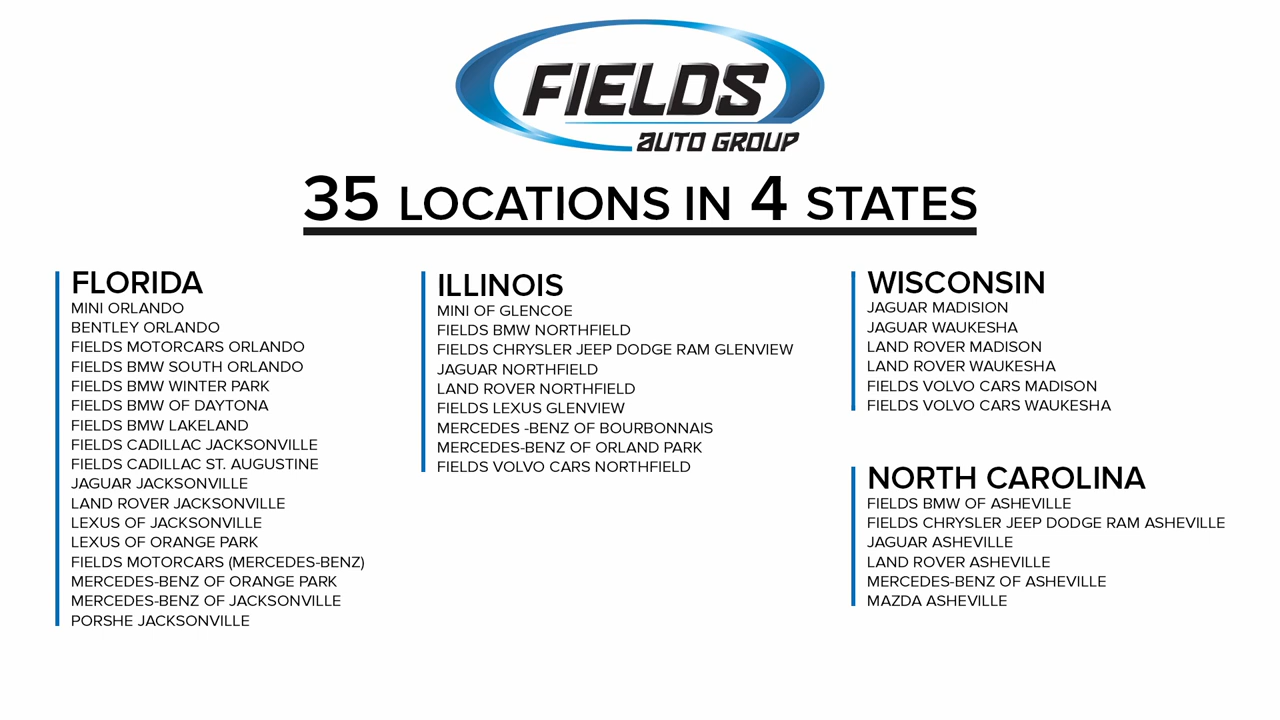 FIELDS
AUTO GROUP
35 LOCATIONS IN 4 STATES
FLORIDA
MINI ORLANDO
BENTLEY ORLANDO
FIELDS MOTORCARS ORLANDO
FIELDS BMW SOUTH ORLANDO
FIELDS BMW WINTER PARK
FIELDS BMW OF DAYTONA
FIELDS BMW LAKELAND
FIELDS CADILLAC JACKSONVILLE
FIELDS CADILLAC ST. AUGUSTINE
JAGUAR JACKSONVILLE
LAND ROVER JACKSONVILLE
LEXUS OF JACKSONVILLE
LEXUS OF ORANGE PARK
FIELDS MOTORCARS (MERCEDES-BENZ)
MERCEDES-BENZ OF ORANGE PARK
MERCEDES-BENZ OF JACKSONVILLE
PORSHE JACKSONVILLE
ILLINOIS
MINI OF GLENCOE
FIELDS BMW NORTHFIELD
FIELDS CHRYSLER JEEP DODGE RAM GLENVIEW
JAGUAR NORTHFIELD
LAND ROVER NORTHFIELD
FIELDS LEXUS GLENVIEW
MERCEDES -BENZ OF BOURBONNAIS
MERCEDES-BENZ OF ORLAND PARK
FIELDS VOLVO CARS NORTHFIELD
WISCONSIN
JAGUAR MADISION
JAGUAR WAUKESHA
LAND ROVER MADISON
LAND ROVER WAUKESHA
FIELDS VOLVO CARS MADISON
FIELDS VOLVO CARS WAUKESHA
NORTH CAROLINA
FIELDS BMW OF ASHEVILLE
FIELDS CHRYSLER JEEP DODGE RAM ASHEVILLE
JAGUAR ASHEVILLE
LAND ROVER ASHEVILLE
MERCEDES-BENZ OF ASHEVILLE
MAZDA ASHEVILLE